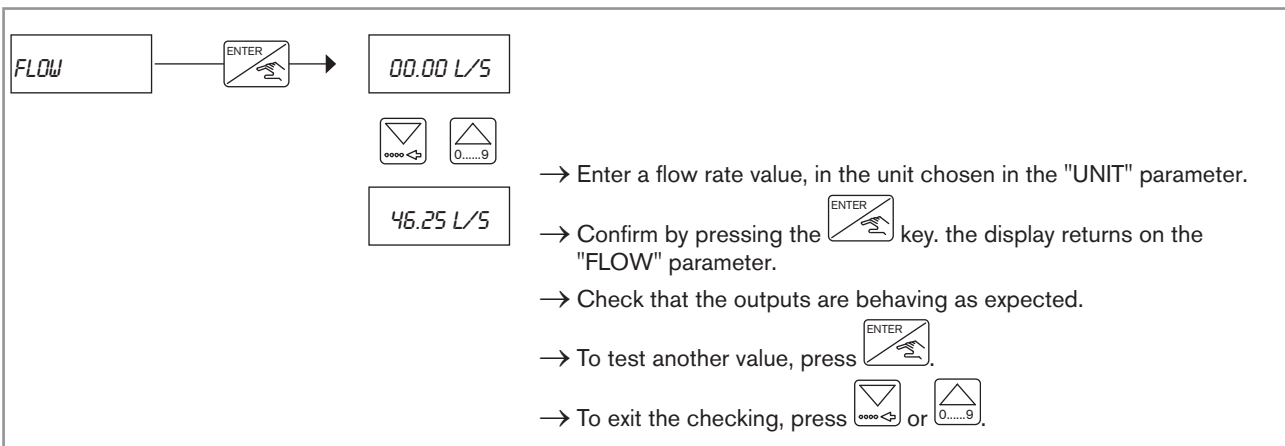 FLOW
ENTER
00.00 L/S
0......9
46.25 L/S
→ Enter a flow rate value, in the unit chosen in the "UNIT" parameter.
→ Confirm by pressing the ENTER key. the display returns on the
"FLOW" parameter.
→ Check that the outputs are behaving as expected.
→ To test another value, press ENTER.
→ To exit the checking, press or 0......9.